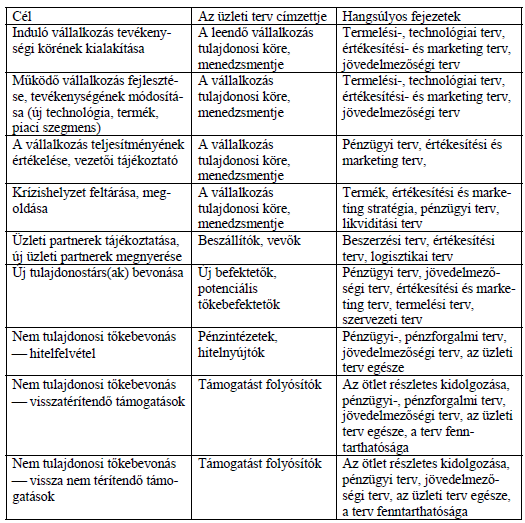 Cél
Az üzleti terv címzettje
Hangsúlyos fejezetek
Induló vállalkozás tevékeny-
ségi körének kialakítása
A leendő vállalkozás
tulajdonosi köre,
menedzsmentje
Termelési-, technológiai terv,
értékesítési- és marketing terv,
jövedelmezőségi terv
Működő vállalkozás fejleszté-
se, tevékenységének módosítá-
sa (új technológia, termék,
piaci szegmens)
A vállalkozás
tulajdonosi köre,
menedzsmentje
Termelési-, technológiai terv,
értékesítési- és marketing terv,
jövedelmezőségi terv
A vállalkozás teljesítményének
értékelése, vezetői tájékoztató
A vállalkozás
tulajdonosi köre,
menedzsmentje
Pénzügyi terv, értékesítési és
marketing terv,
Krízishelyzet feltárása, meg-
oldása
A vállalkozás
tulajdonosi köre,
menedzsmentje
Termék, értékesítési és marke-
ting stratégia, pénzügyi terv,
likviditási terv
Üzleti partnerek tájékoztatása,
új üzleti partnerek megnyerése
Beszállítók, vevők
Beszerzési terv, értékesítési
terv, logisztikai terv
Új tulajdonostárs(ak) bevonása
Új befektetők,
potenciális
tőkebefektetők
Pénzügyi terv, jövedelmező-
ségi terv, értékesítési és marke-
ting terv, termelési terv,
szervezeti terv
Nem tulajdonosi tőkebevonás
— hitelfelvétel
Pénzintézetek,
hitelnyújtók
Pénzügyi-, pénzforgalmi terv,
jövedelmezőségi terv, az üzleti
terv egésze
Nem tulajdonosi tőkebevonás
— visszatérítendő támogatások
Támogatást folyósítók
Az ötlet részletes kidolgozása,
pénzügyi-, pénzforgalmi terv,
jövedelmezőségi terv, az üzleti
terv egésze, a terv fenn-
tarthatósága
Nem tulajdonosi tőkebevonás
— vissza nem térítendő támo-
gatások
Támogatást folyósítók
Az ötlet részletes kidolgozása,
pénzügyi terv, jövedelmező-
ségi terv, az üzleti terv egésze,
a terv fenntarthatósága